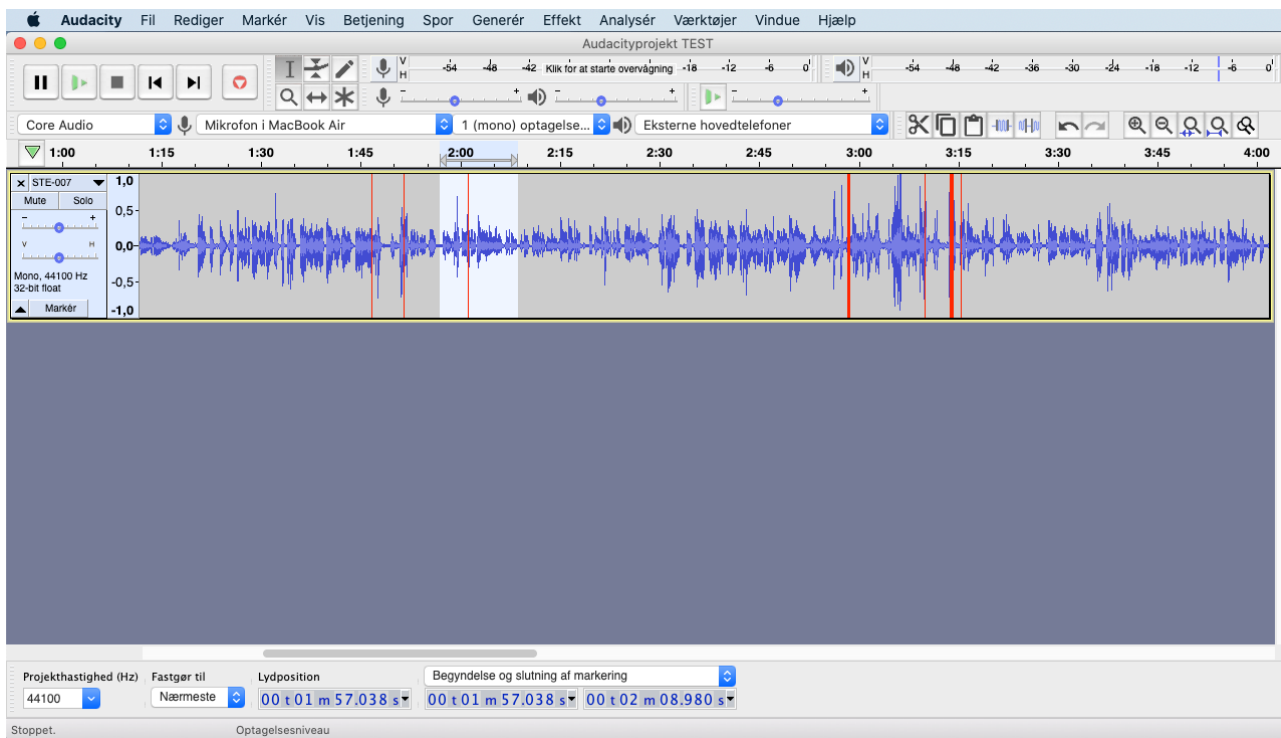 Audacity Fil Rediger Markér Vis Betjening Spor Generér Effekt Analysér Værktøjer Vindue Hjælp
Audacityprojekt TEST
V H -54 -48 -42 Klik for at starte overvågning -18 -12 -6 0 V H -54 -48 -42 -36 -30 -24 -18 -12 -6 0
- + - + - +
Core Audio Mikrofon i MacBook Air 1 (mono) optagelse... Eksterne hovedtelefoner
1:00 1:15 1:30 1:45 2:00 2:15 2:30 2:45 3:00 3:15 3:30 3:45 4:00
x STE-007 1,0
Mute Solo
- + 0,5-
V H 0,0-
Mono, 44100 Hz
32-bit float -0,5-
Markér -1,0
Projekthastighed (Hz) Fastgør til Lydposition Begyndelse og slutning af markering
44100 Nærmeste 00 t 01 m 57.038 s 00 t 01 m 57.038 s 00 t 02 m 08.980 s
Stoppet. Optagelsesniveau